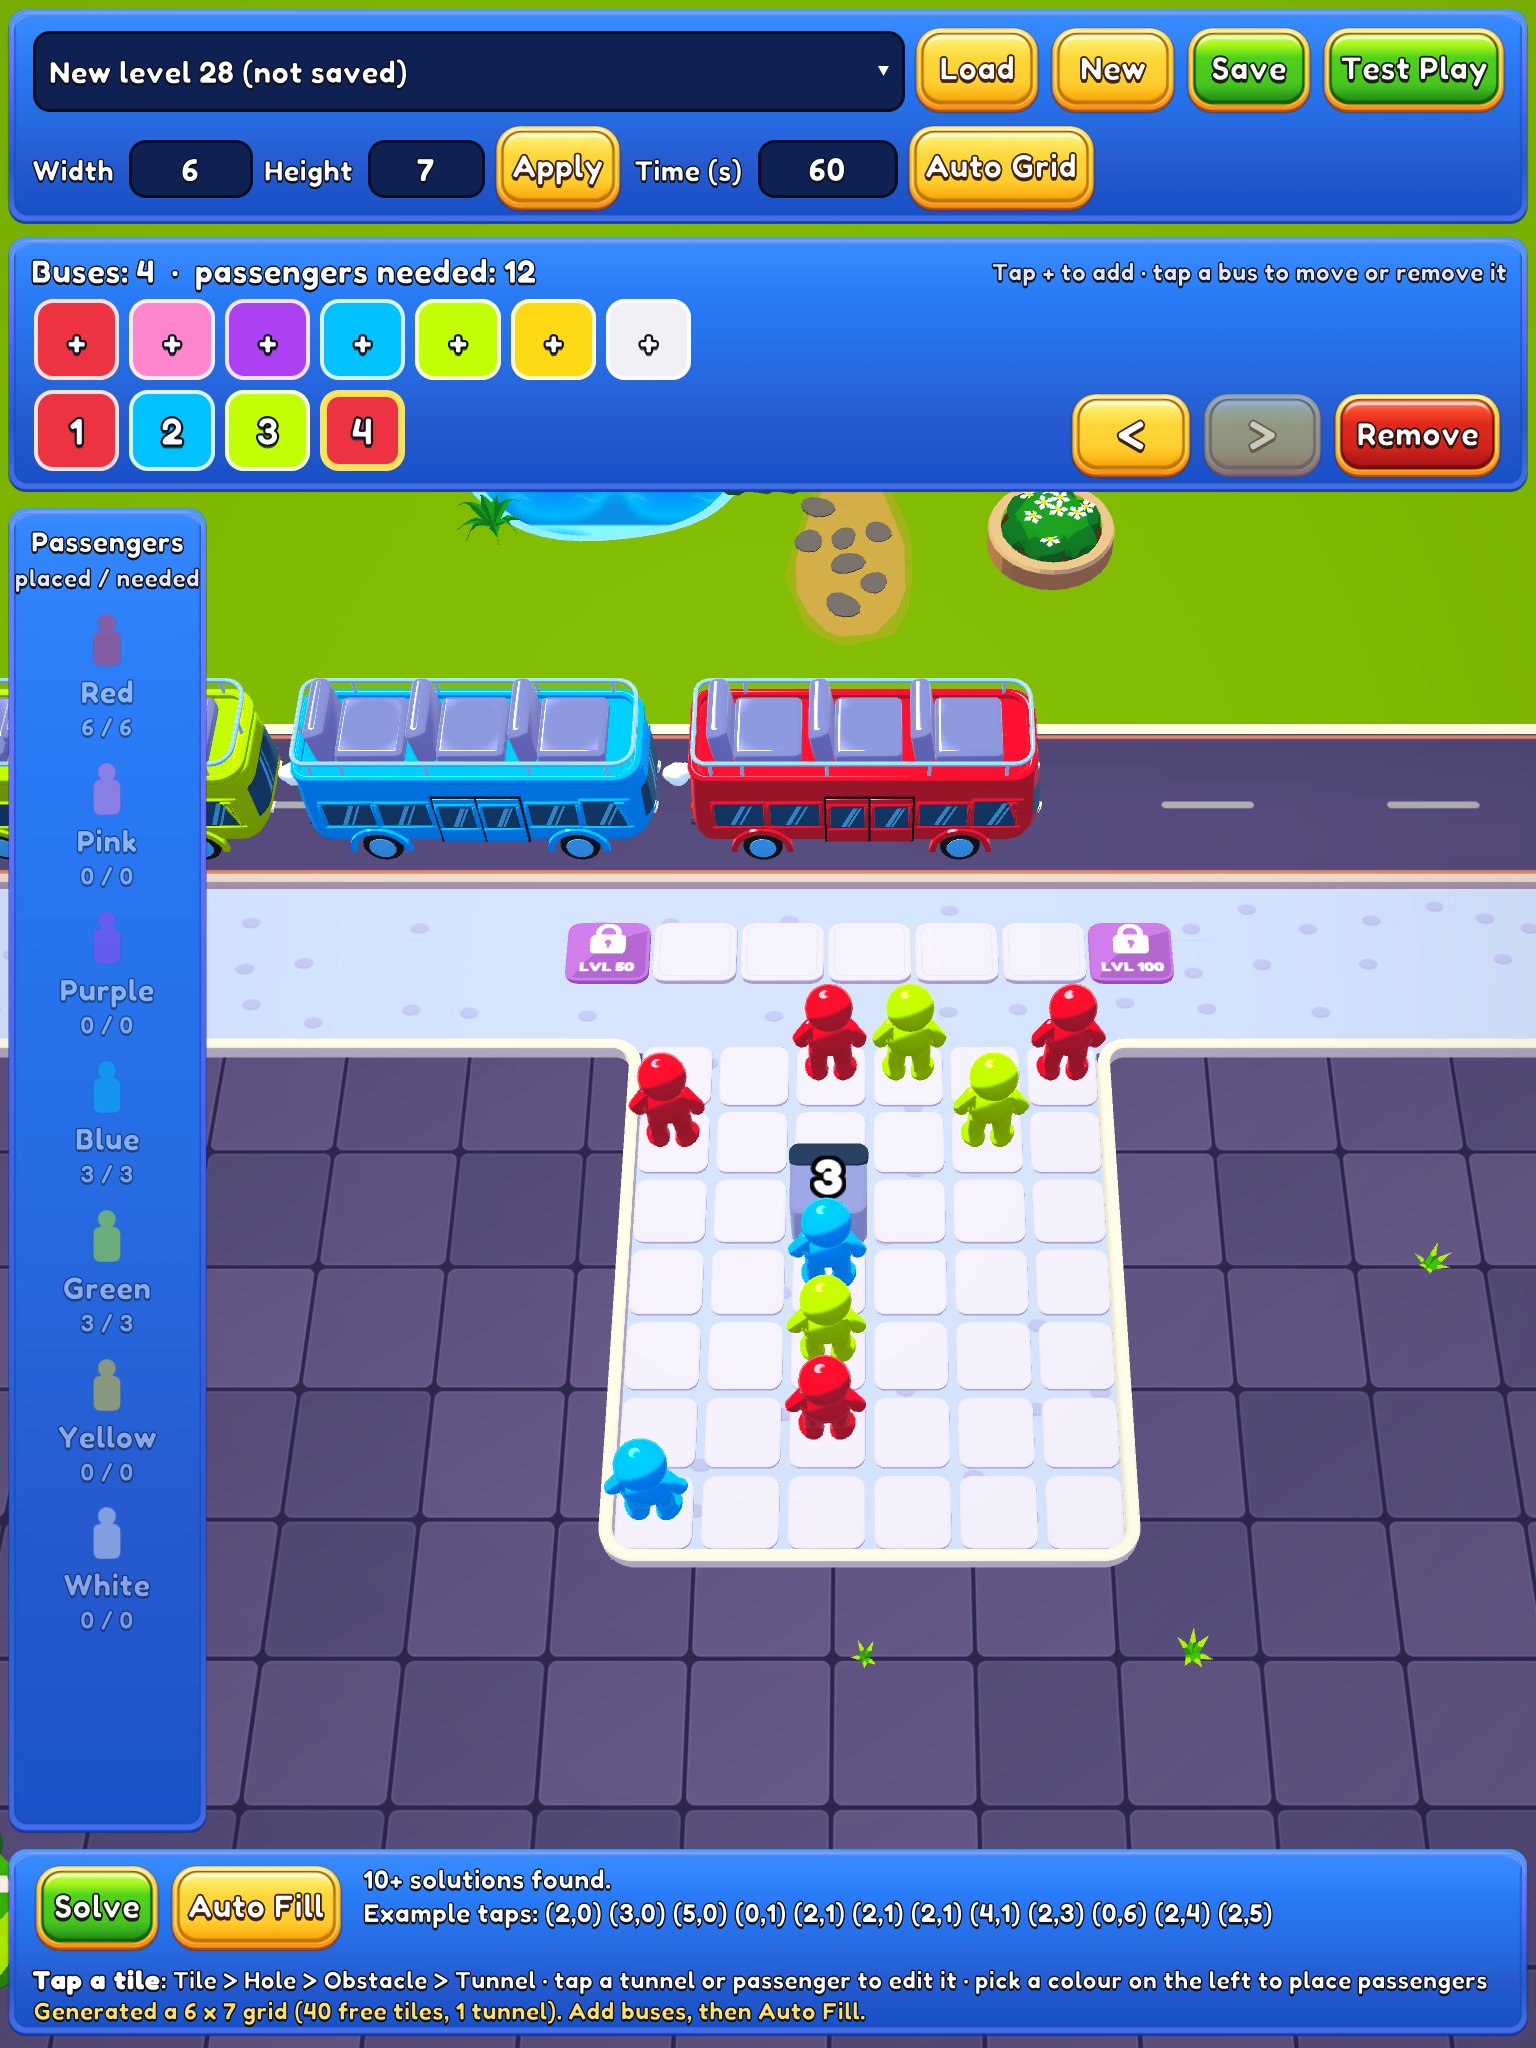 New level 28 (not saved)
Load
New
Save
Test Play
Width
6
Height
7
Apply
Time (s)
60
Auto Grid
Buses: 4 · passengers needed: 12
Tap + to add · tap a bus to move or remove it
+ + + + + + +
1 2 3 4
<
>
Remove
Passengers
placed / needed
Red
6 / 6
Pink
0 / 0
Purple
0 / 0
Blue
3 / 3
Green
3 / 3
Yellow
0 / 0
White
0 / 0
LVL 50
LVL 100
3
Solve
Auto Fill
10+ solutions found.
Example taps: (2,0) (3,0) (5,0) (0,1) (2,1) (2,1) (2,1) (4,1) (2,3) (0,6) (2,4) (2,5)
Tap a tile: Tile > Hole > Obstacle > Tunnel · tap a tunnel or passenger to edit it · pick a colour on the left to place passengers
Generated a 6 x 7 grid (40 free tiles, 1 tunnel). Add buses, then Auto Fill.